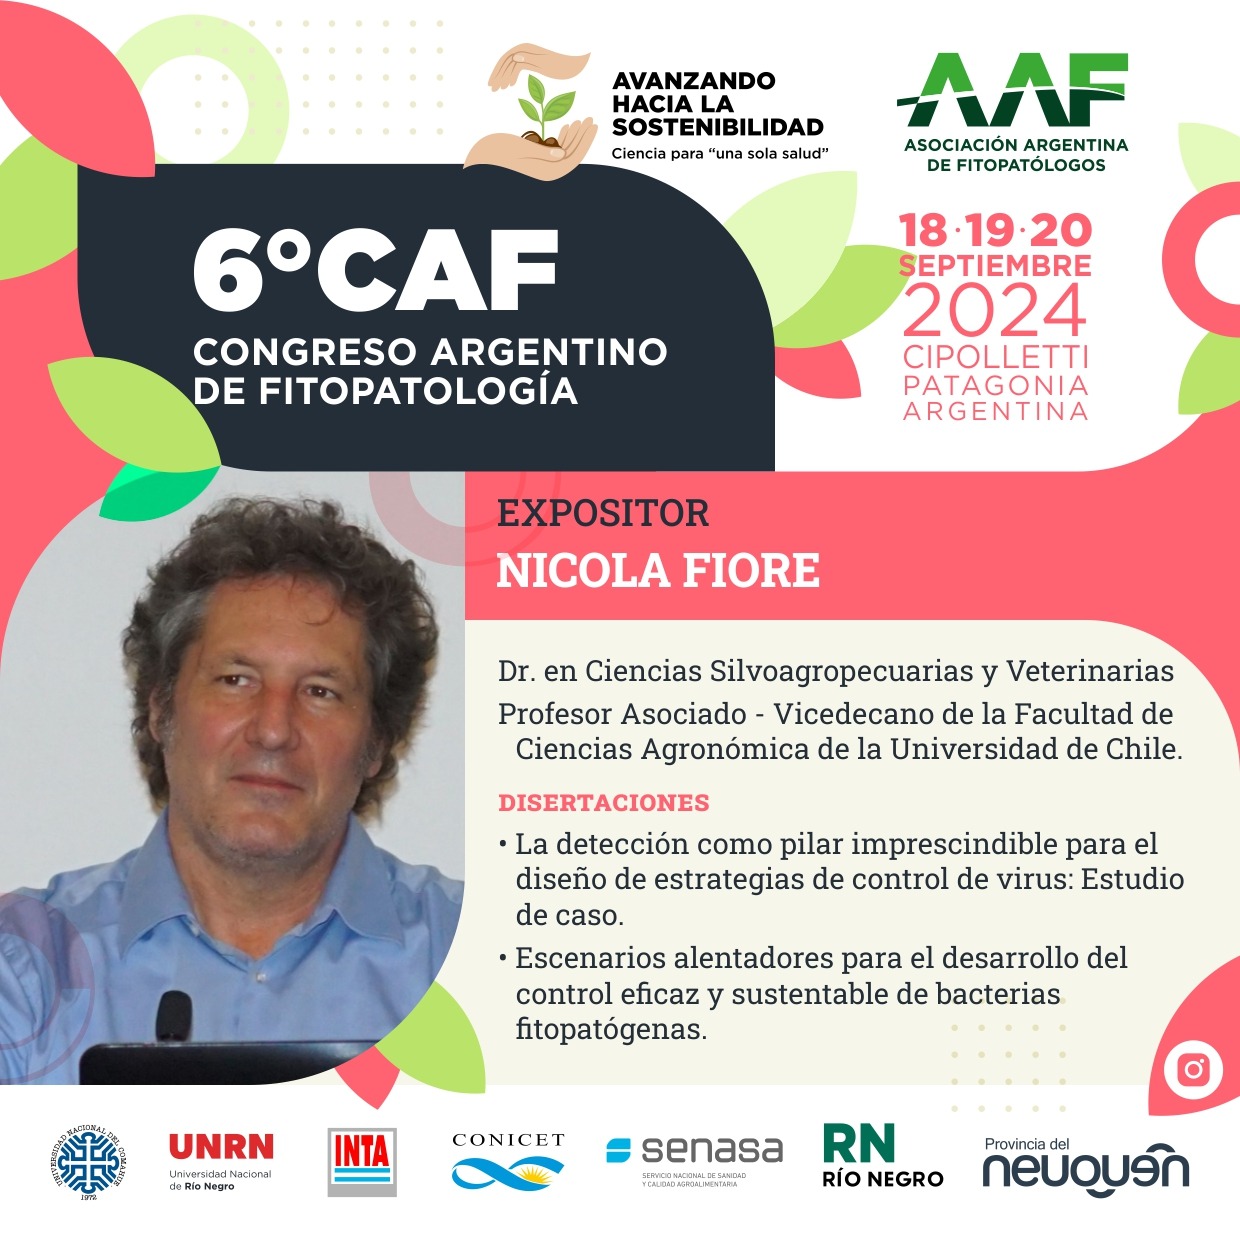 AVANZANDO
HACIA LA
SOSTENIBILIDAD
Ciencia para “una sola salud”
AAF
ASOCIACIÓN ARGENTINA
DE FITOPATÓLOGOS
6°CAF
CONGRESO ARGENTINO
DE FITOPATOLOGÍA
18·19·20
SEPTIEMBRE
2024
CIPOLLETTI
PATAGONIA
ARGENTINA
EXPOSITOR
NICOLA FIORE
Dr. en Ciencias Silvoagropecuarias y Veterinarias
Profesor Asociado - Vicedecano de la Facultad de
Ciencias Agronómica de la Universidad de Chile.
DISERTACIONES
• La detección como pilar imprescindible para el
diseño de estrategias de control de virus: Estudio
de caso.
• Escenarios alentadores para el desarrollo del
control eficaz y sustentable de bacterias
fitopatógenas.
UNIVERSIDAD NACIONAL DEL COMAHUE
1972
UNRN
Universidad Nacional
de Río Negro
INTA
CONICET
senasa
SERVICIO NACIONAL DE SANIDAD
Y CALIDAD AGROALIMENTARIA
RN
RÍO NEGRO
Provincia del
neuquén